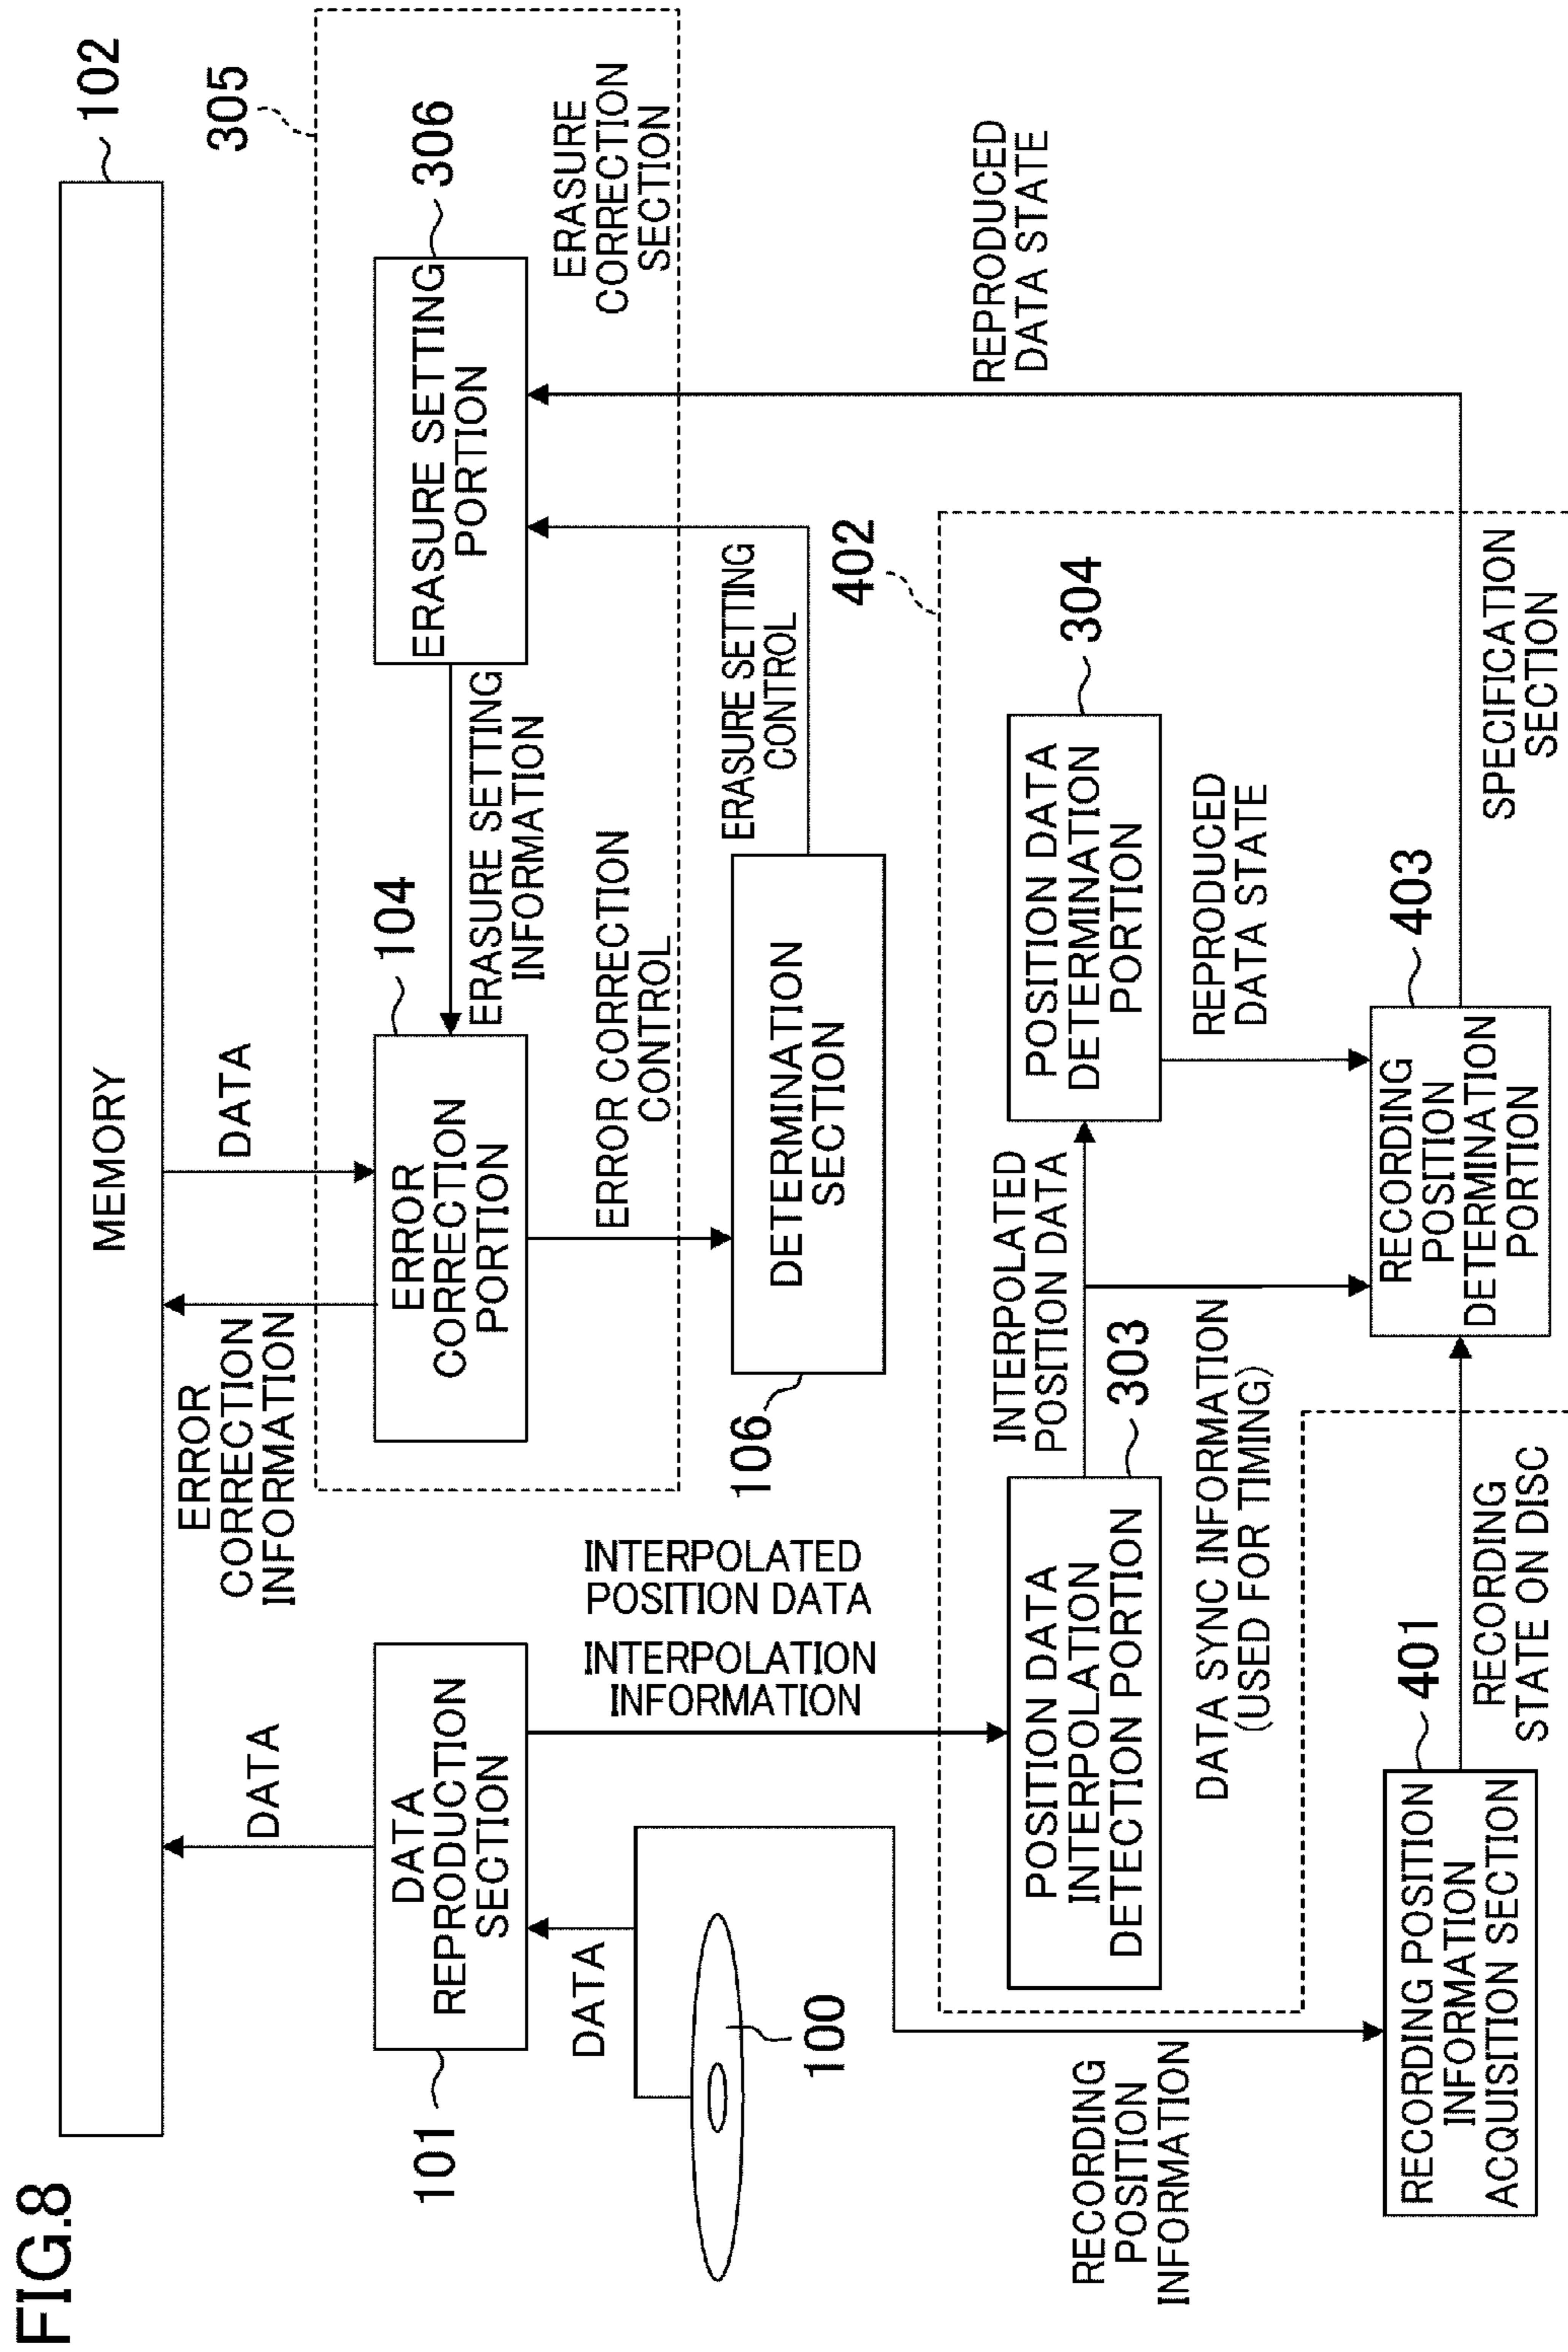 FIG.8
MEMORY
102
DATA
ERROR
CORRECTION
INFORMATION
DATA
305
101
DATA
REPRODUCTION
SECTION
ERROR
CORRECTION
PORTION
104
ERASURE SETTING
INFORMATION
ERASURE SETTING
PORTION
306
ERASURE
CORRECTION
SECTION
DATA
100
INTERPOLATED
POSITION DATA
INTERPOLATION
INFORMATION
ERROR CORRECTION
CONTROL
106
DETERMINATION
SECTION
ERASURE SETTING
CONTROL
402
REPRODUCED
DATA STATE
RECORDING
POSITION
INFORMATION
POSITION DATA
INTERPOLATION
DETECTION PORTION
303
INTERPOLATED
POSITION DATA
POSITION DATA
DETERMINATION
PORTION
304
DATA SYNC INFORMATION
(USED FOR TIMING)
REPRODUCED
DATA STATE
RECORDING POSITION
INFORMATION
ACQUISITION SECTION
401
RECORDING
STATE ON DISC
RECORDING
POSITION
DETERMINATION
PORTION
403
SPECIFICATION
SECTION